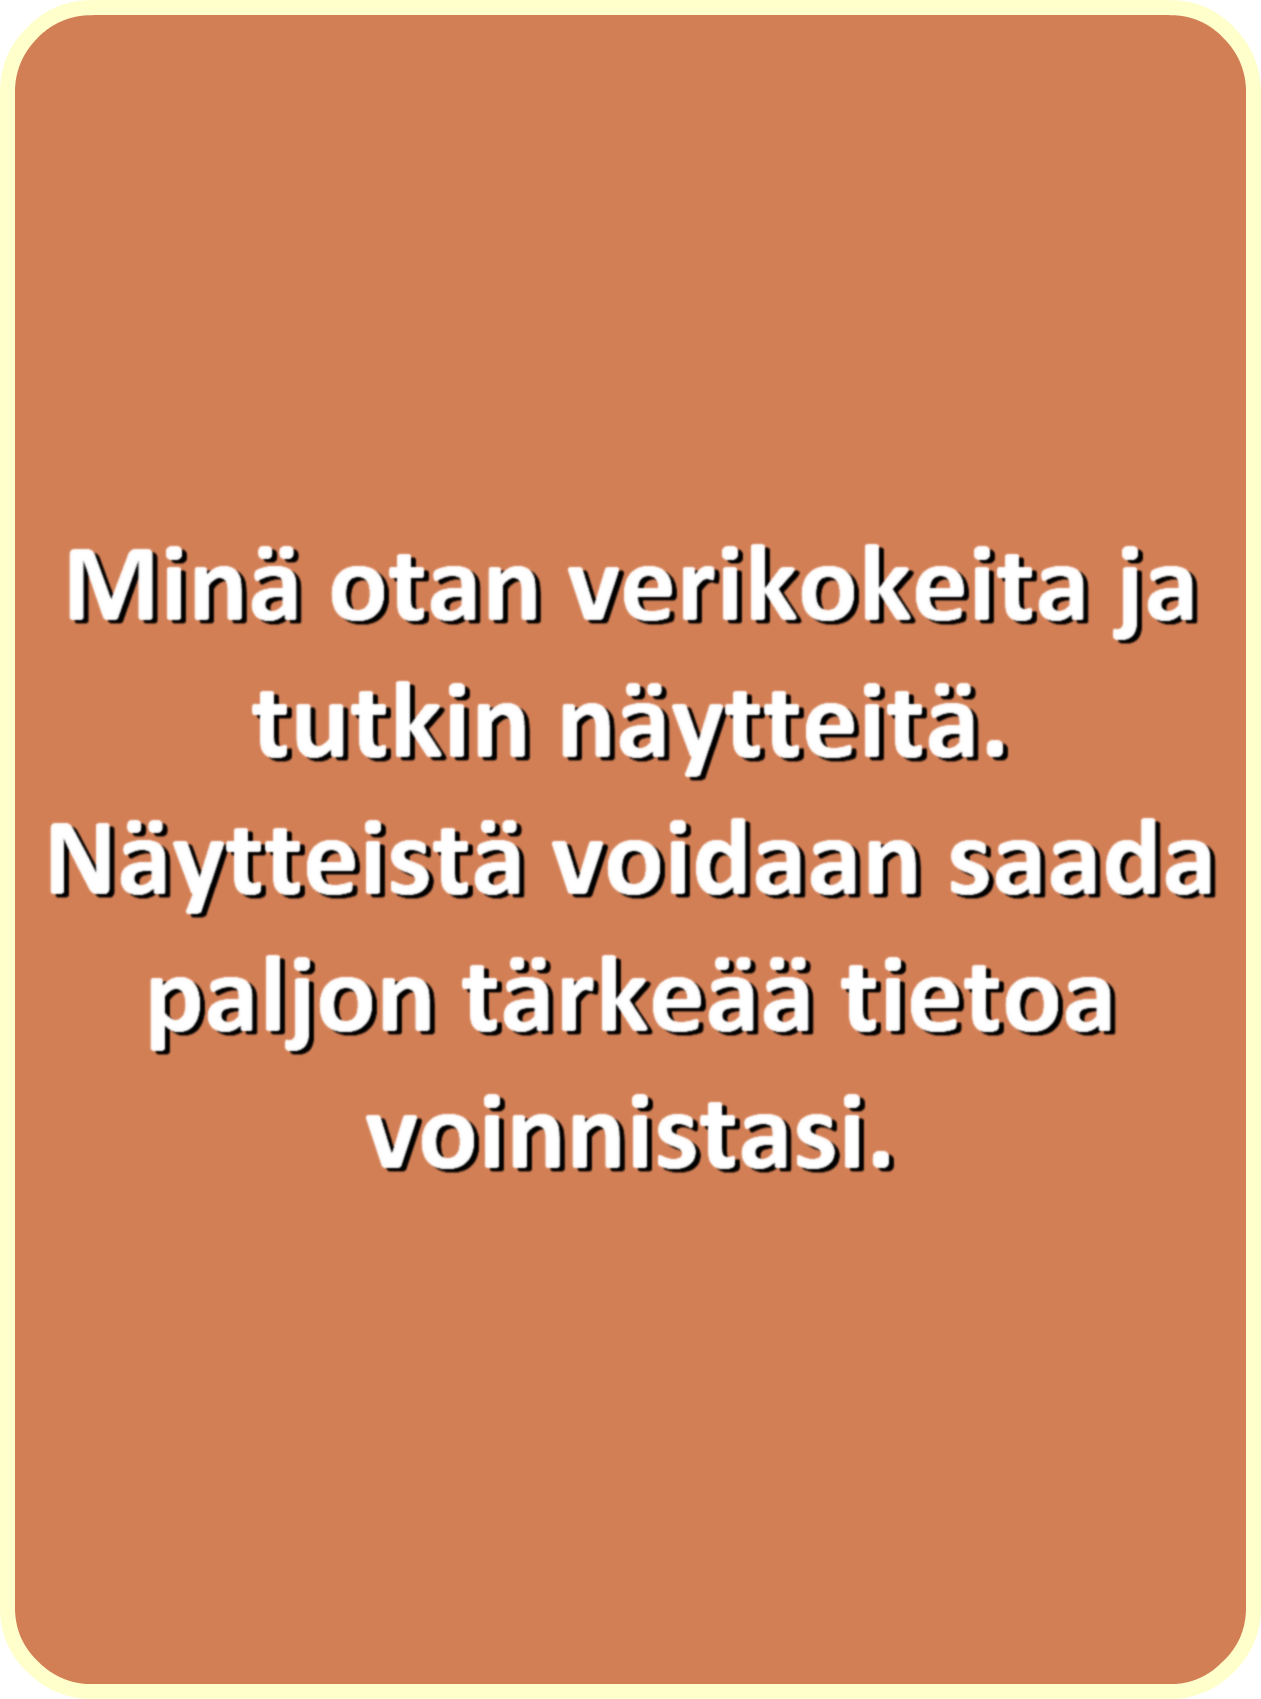 Minä otan verikokeita ja
tutkin näytteitä.
Näytteistä voidaan saada
paljon tärkeää tietoa
voinnistasi.